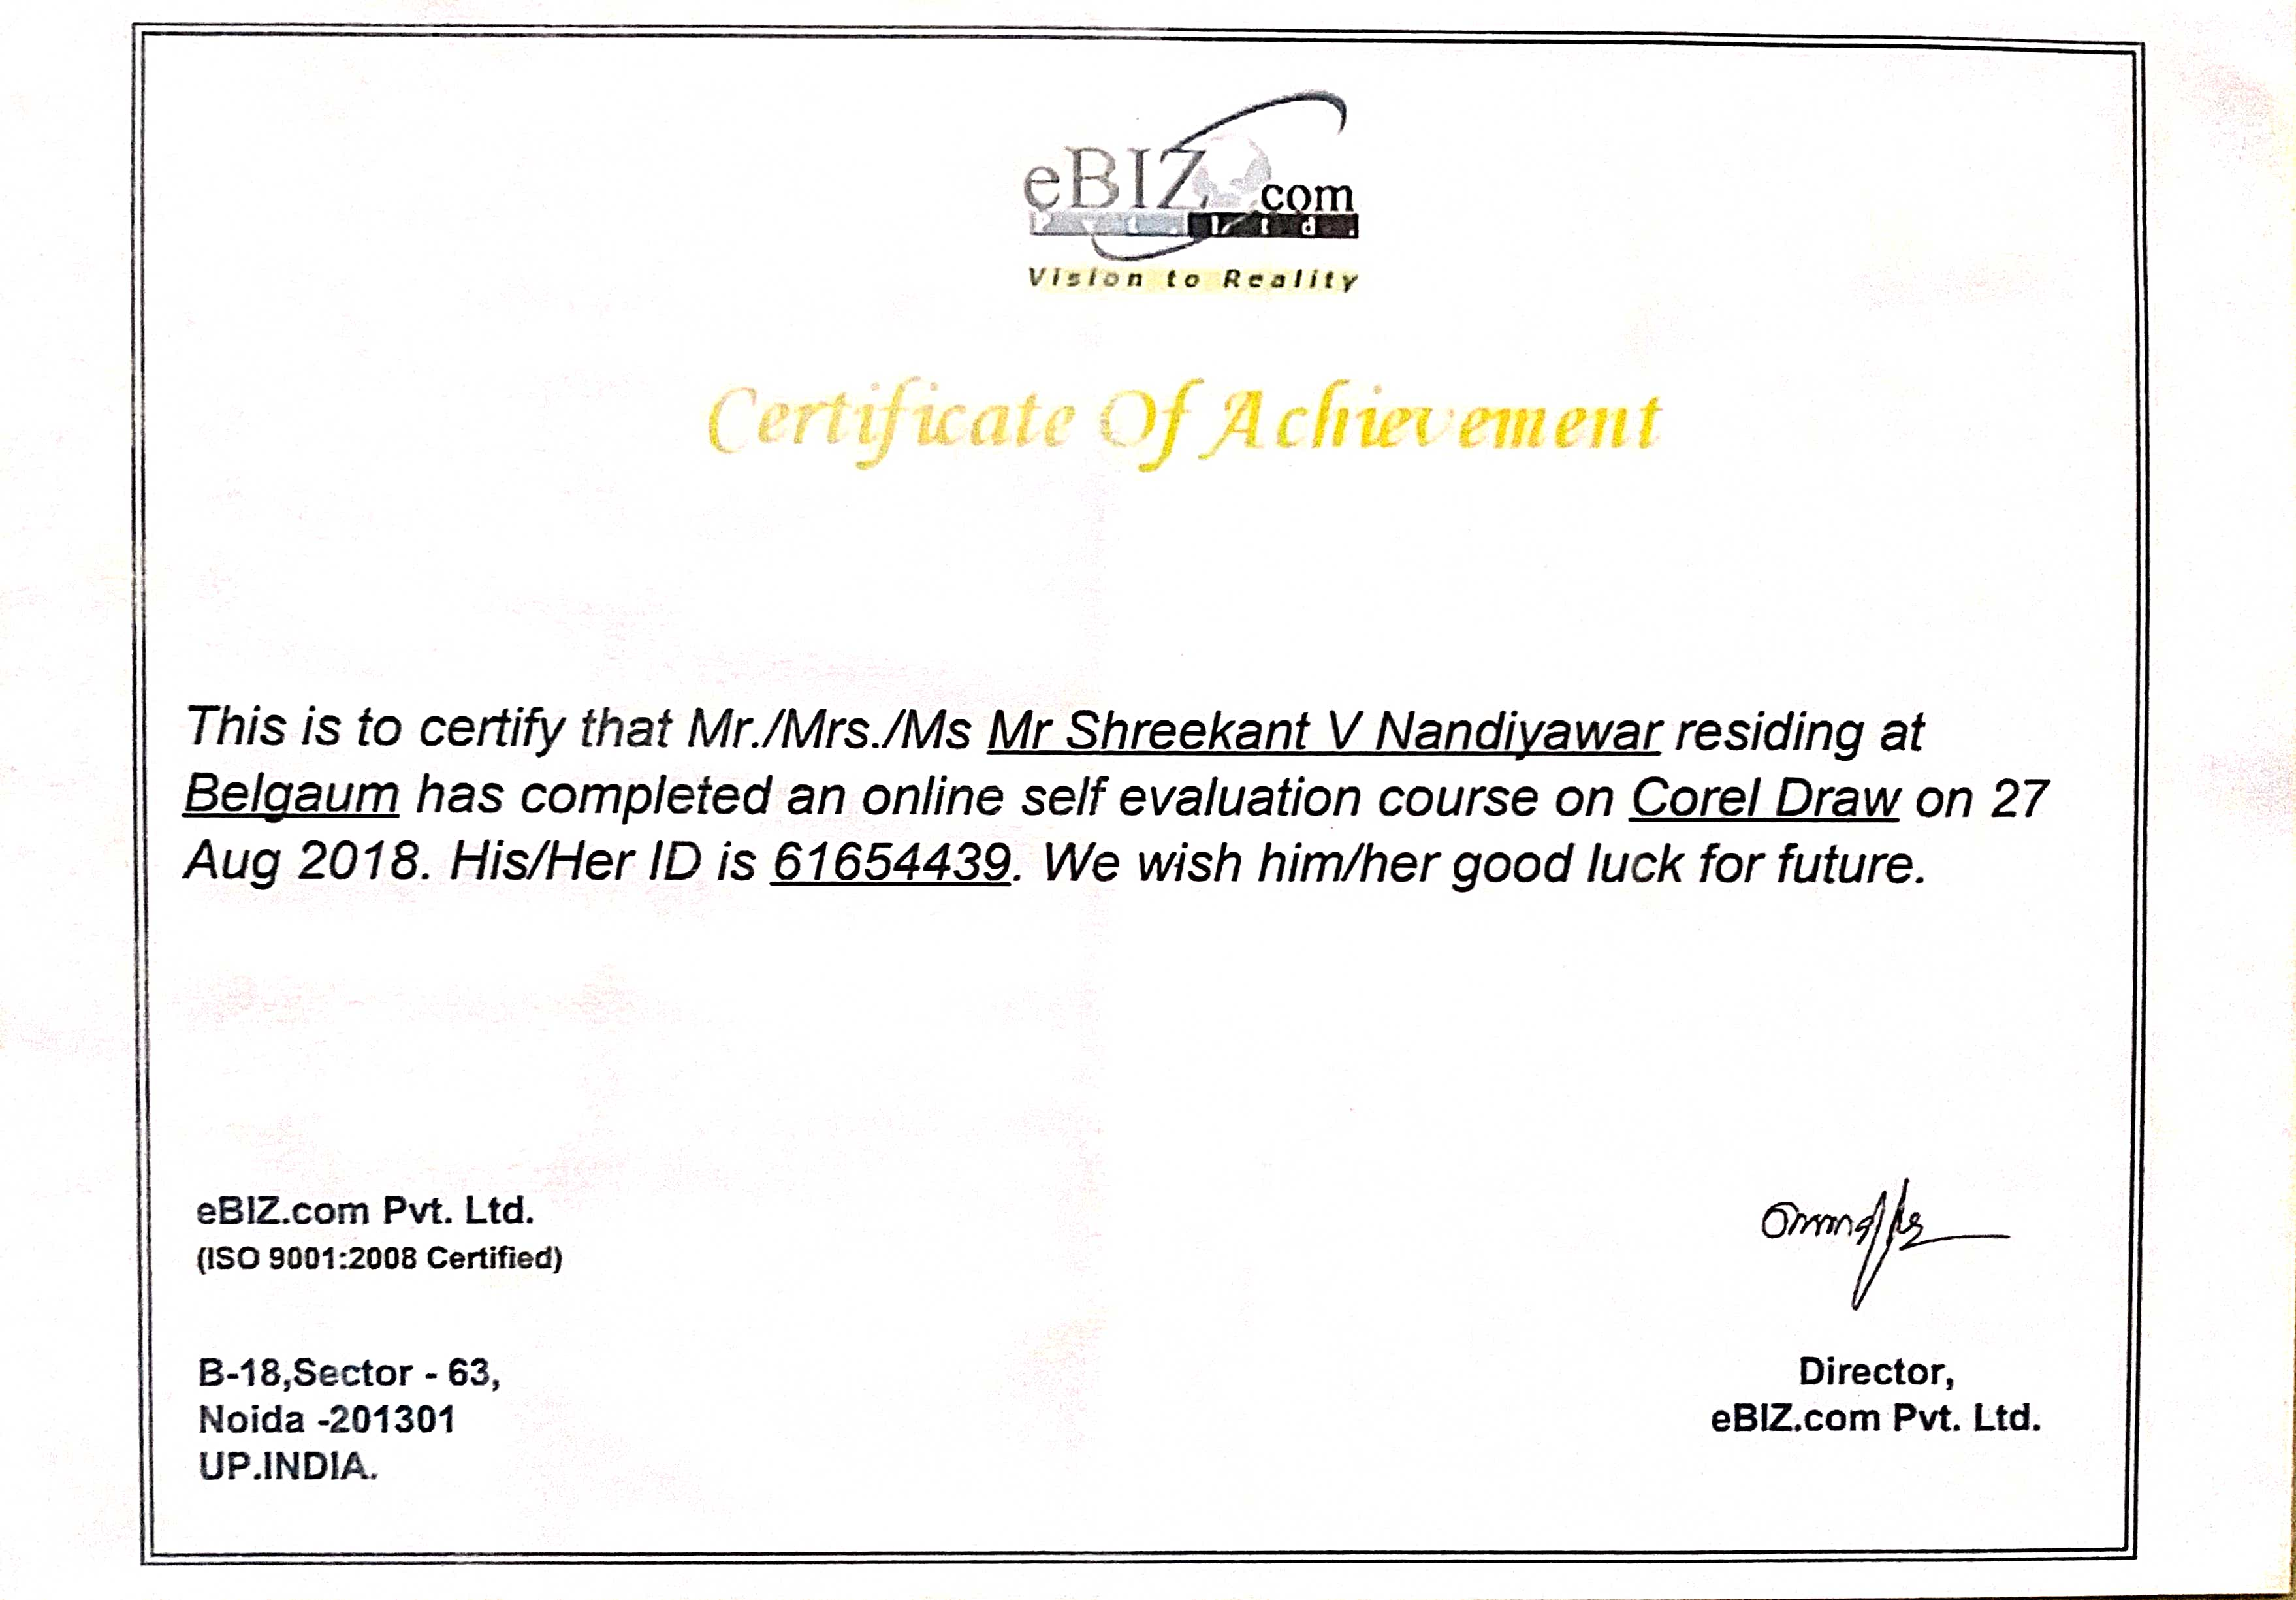 eBIZ.com
Pvt. Ltd.
Vision to Reality
Certificate Of Achievement
This is to certify that Mr./Mrs./Ms Mr Shreekant V Nandiyawar residing at
Belgaum has completed an online self evaluation course on Corel Draw on 27
Aug 2018. His/Her ID is 61654439. We wish him/her good luck for future.
eBIZ.com Pvt. Ltd.
(ISO 9001:2008 Certified)
B-18,Sector - 63,
Noida -201301
UP.INDIA.
Director,
eBIZ.com Pvt. Ltd.